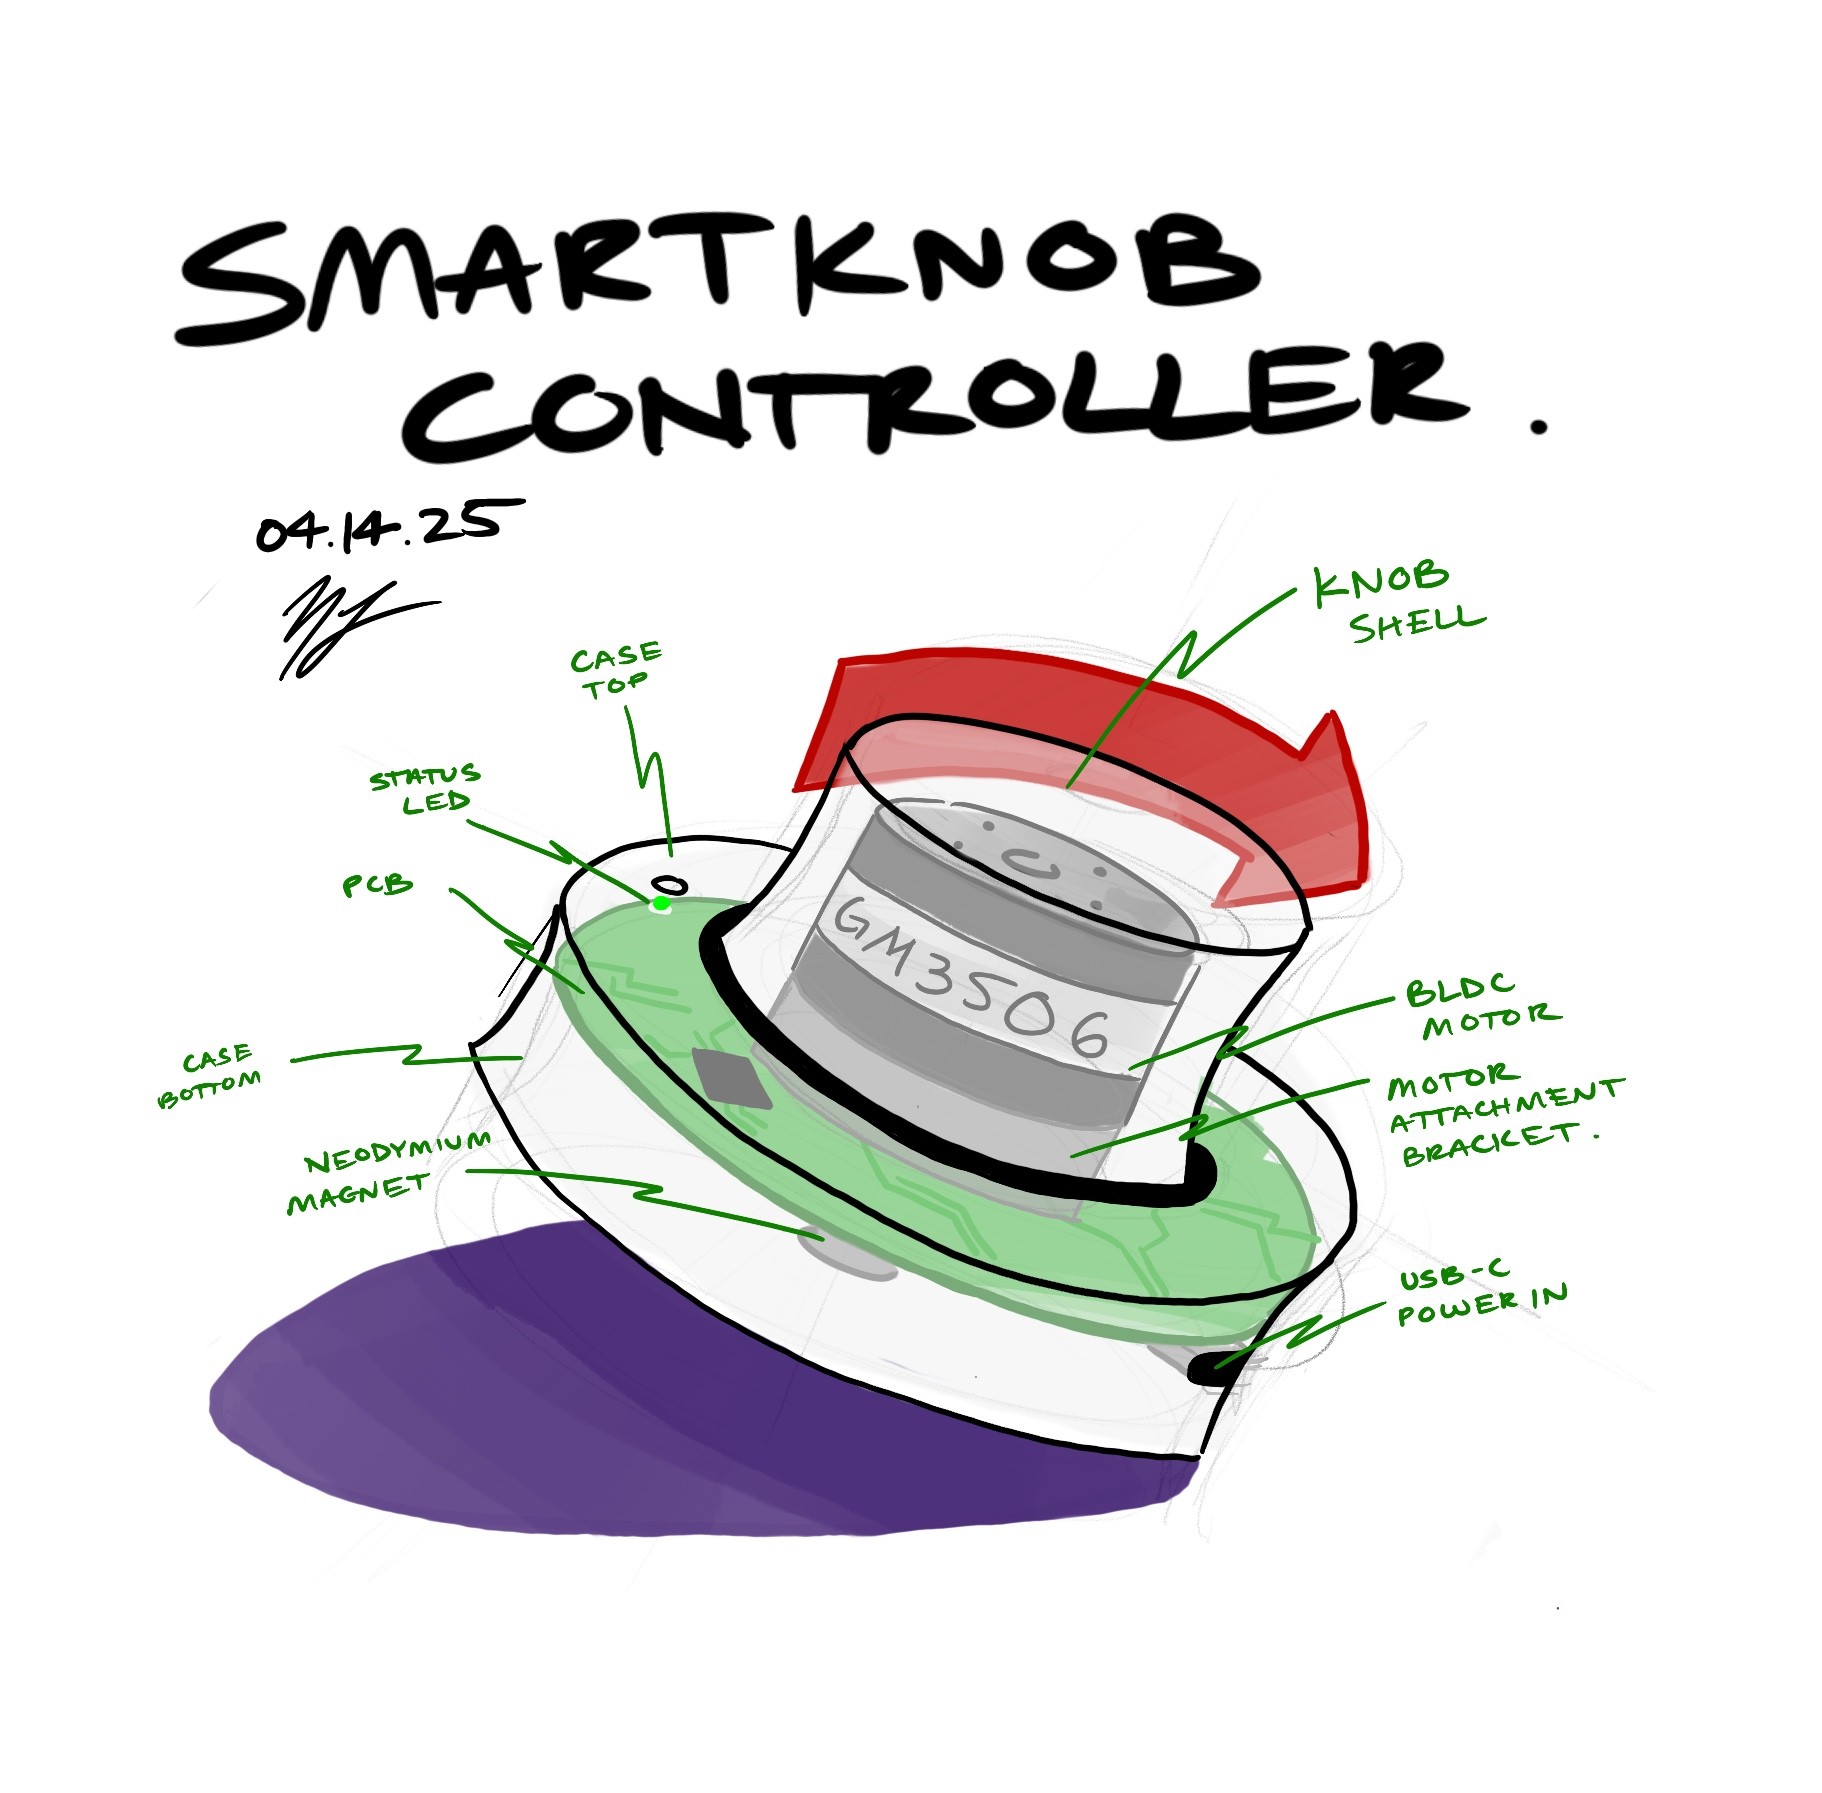 SMARTKNOB
CONTROLLER.
04.14.25
KNOB
SHELL
CASE
TOP
STATUS
LED
PCB
GM3506
BLDC
MOTOR
CASE
BOTTOM
MOTOR
ATTACHMENT
BRACKET.
NEODYMIUM
MAGNET
USB-C
POWER IN